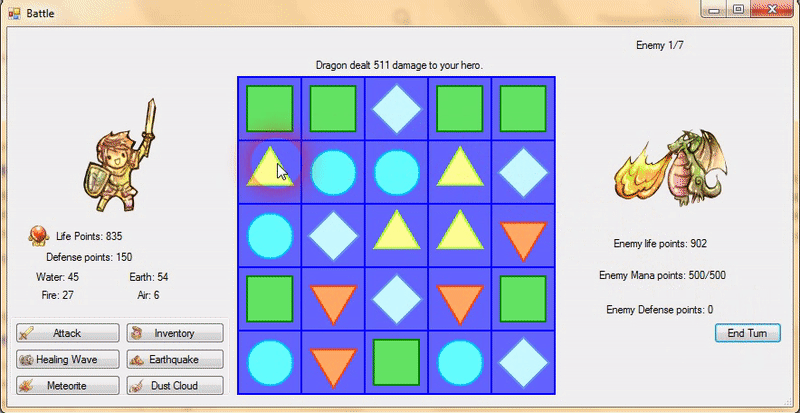 Battle
Enemy 1/7
Dragon dealt 511 damage to your hero.
Life Points: 835
Defense points: 150
Water: 45 Earth: 54
Fire: 27 Air: 6
Attack Inventory
Healing Wave Earthquake
Meteorite Dust Cloud
Enemy life points: 902
Enemy Mana points: 500/500
Enemy Defense points: 0
End Turn